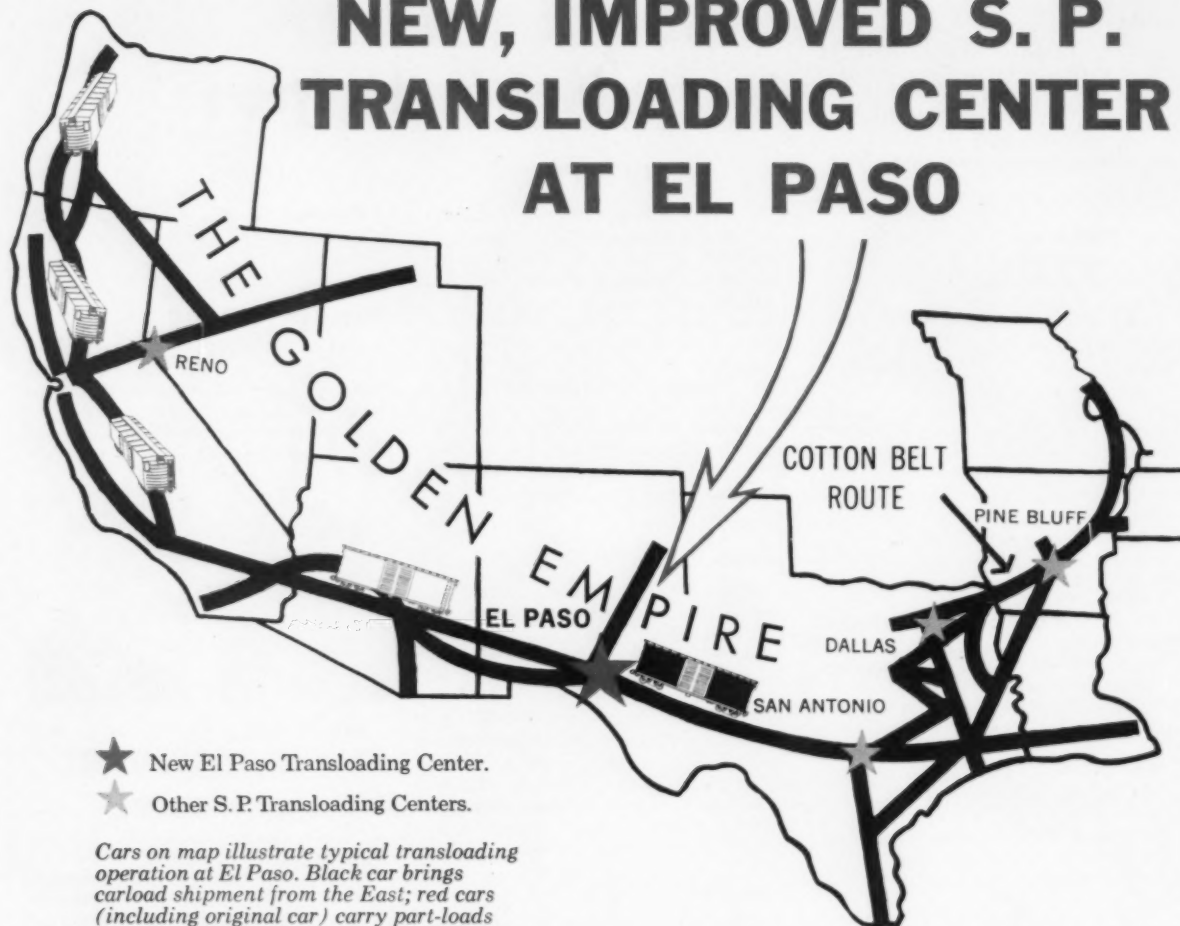 NEW, IMPROVED S. P.
TRANSLOADING CENTER
AT EL PASO
THE GOLDEN EMPIRE
RENO
COTTON BELT
ROUTE
PINE BLUFF
EL PASO
DALLAS
SAN ANTONIO
New El Paso Transloading Center.
Other S. P. Transloading Centers.
Cars on map illustrate typical transloading
operation at El Paso. Black car brings
carload shipment from the East; red cars
(including original car) carry part-loads